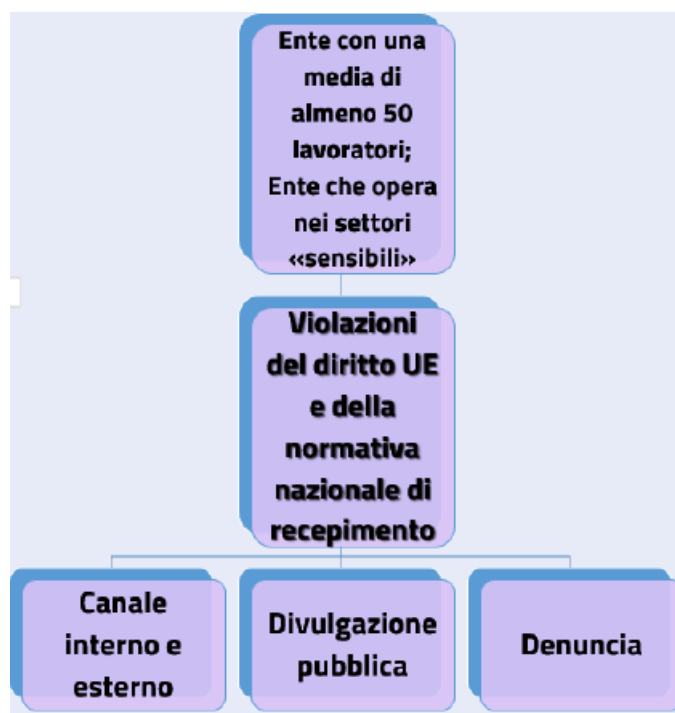 Ente con una
media di
almeno 50
lavoratori;
Ente che opera
nei settori
«sensibili»
Violazioni
del diritto UE
e della
normativa
nazionale di
recepimento
Canale
interno e
esterno
Divulgazione
pubblica
Denuncia